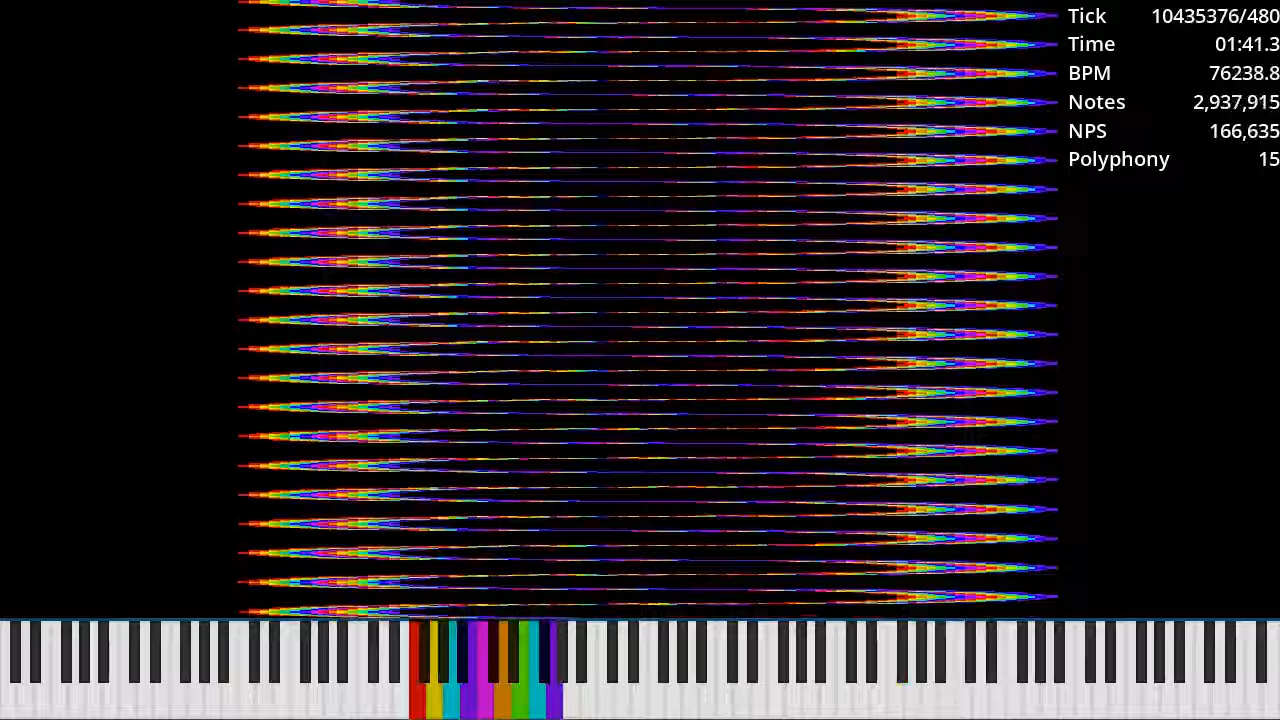 Tick 10435376/480
Time 01:41.3
BPM 76238.8
Notes 2,937,915
NPS 166,635
Polyphony 15